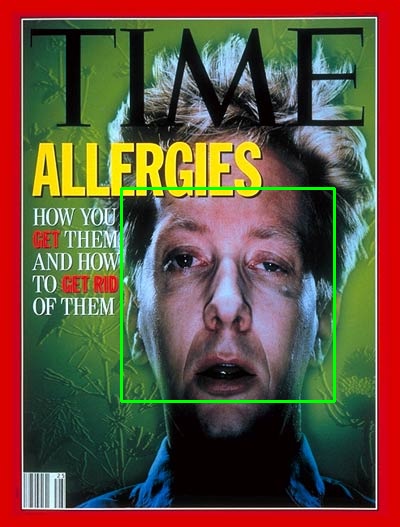 TIME
ALLERGIES
HOW YOU
GET THEM
AND HOW
TO GET RID
OF THEM